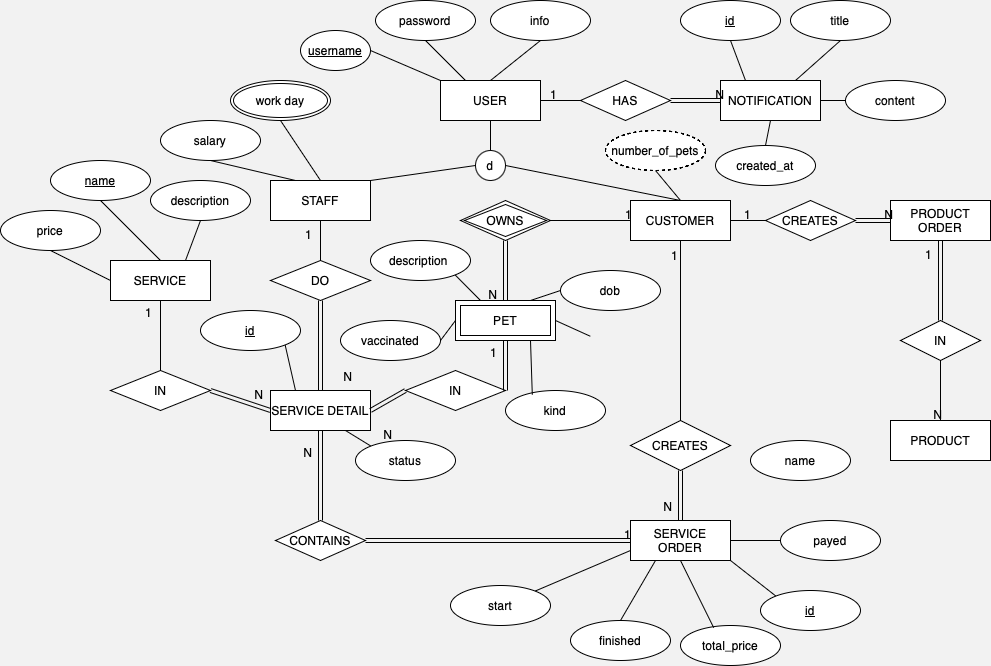 password
info
id
title
username
work day
USER
1
HAS
N
NOTIFICATION
content
salary
number_of_pets
created_at
d
name
description
STAFF
OWNS
1
CUSTOMER
1
CREATES
N
PRODUCT
ORDER
price
1
description
1
1
SERVICE
DO
dob
N
1
id
vaccinated
PET
IN
1
N
IN
N
IN
kind
N
SERVICE DETAIL
PRODUCT
N
N
status
CREATES
name
N
CONTAINS
1
SERVICE
ORDER
payed
start
id
finished
total_price